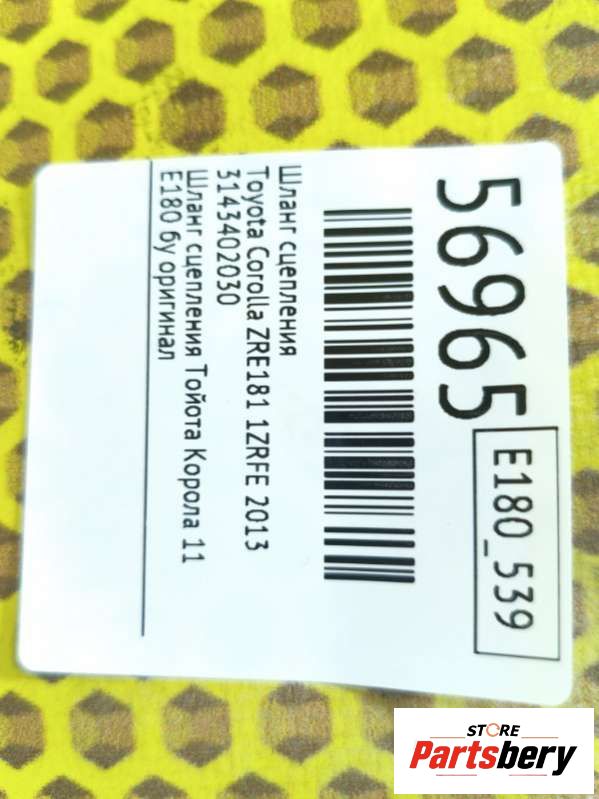 56965
E180_539
Шланг сцепления
Toyota Corolla ZRE181 1ZRFE 2013
3143402030
Шланг сцепления Тойота Корола 11
Е180 бу оригинал
STORE
Partsbery